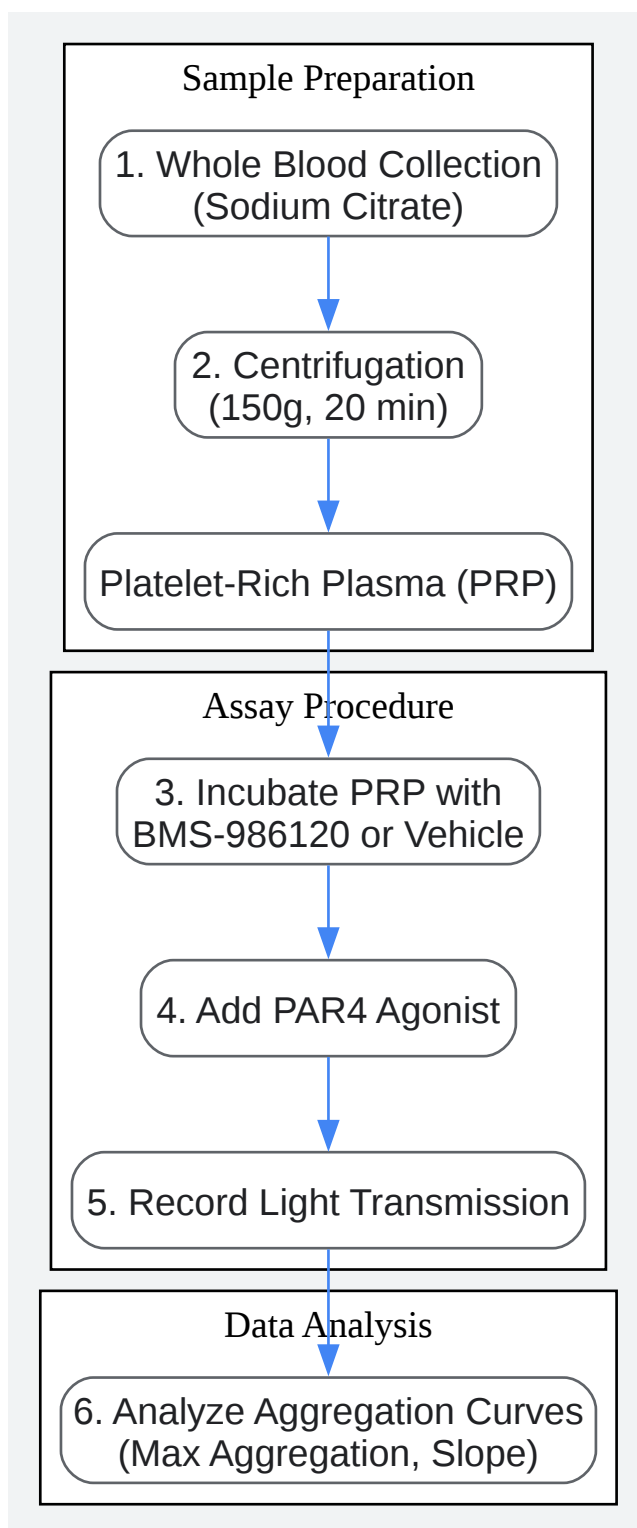 Sample Preparation
1. Whole Blood Collection
(Sodium Citrate)
2. Centrifugation
(150g, 20 min)
Platelet-Rich Plasma (PRP)
Assay Procedure
3. Incubate PRP with
BMS-986120 or Vehicle
4. Add PAR4 Agonist
5. Record Light Transmission
Data Analysis
6. Analyze Aggregation Curves
(Max Aggregation, Slope)